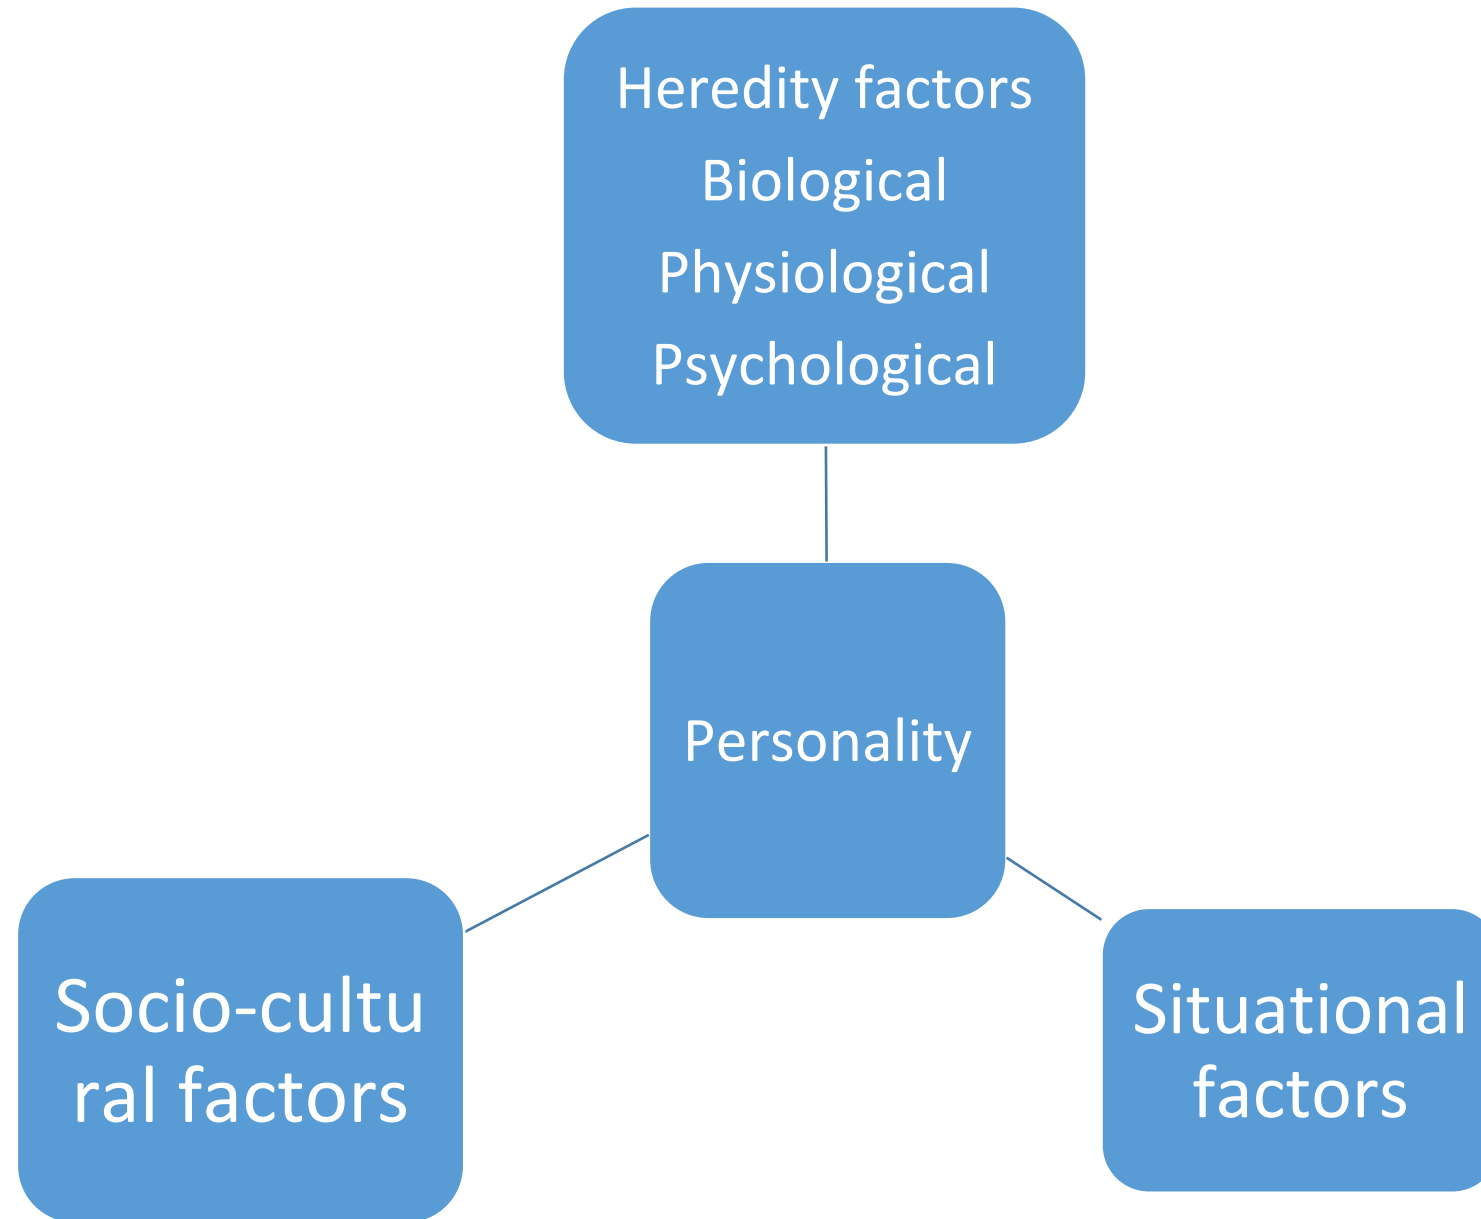 Heredity factors
Biological
Physiological
Psychological
Personality
Socio-cultu
ral factors
Situational
factors